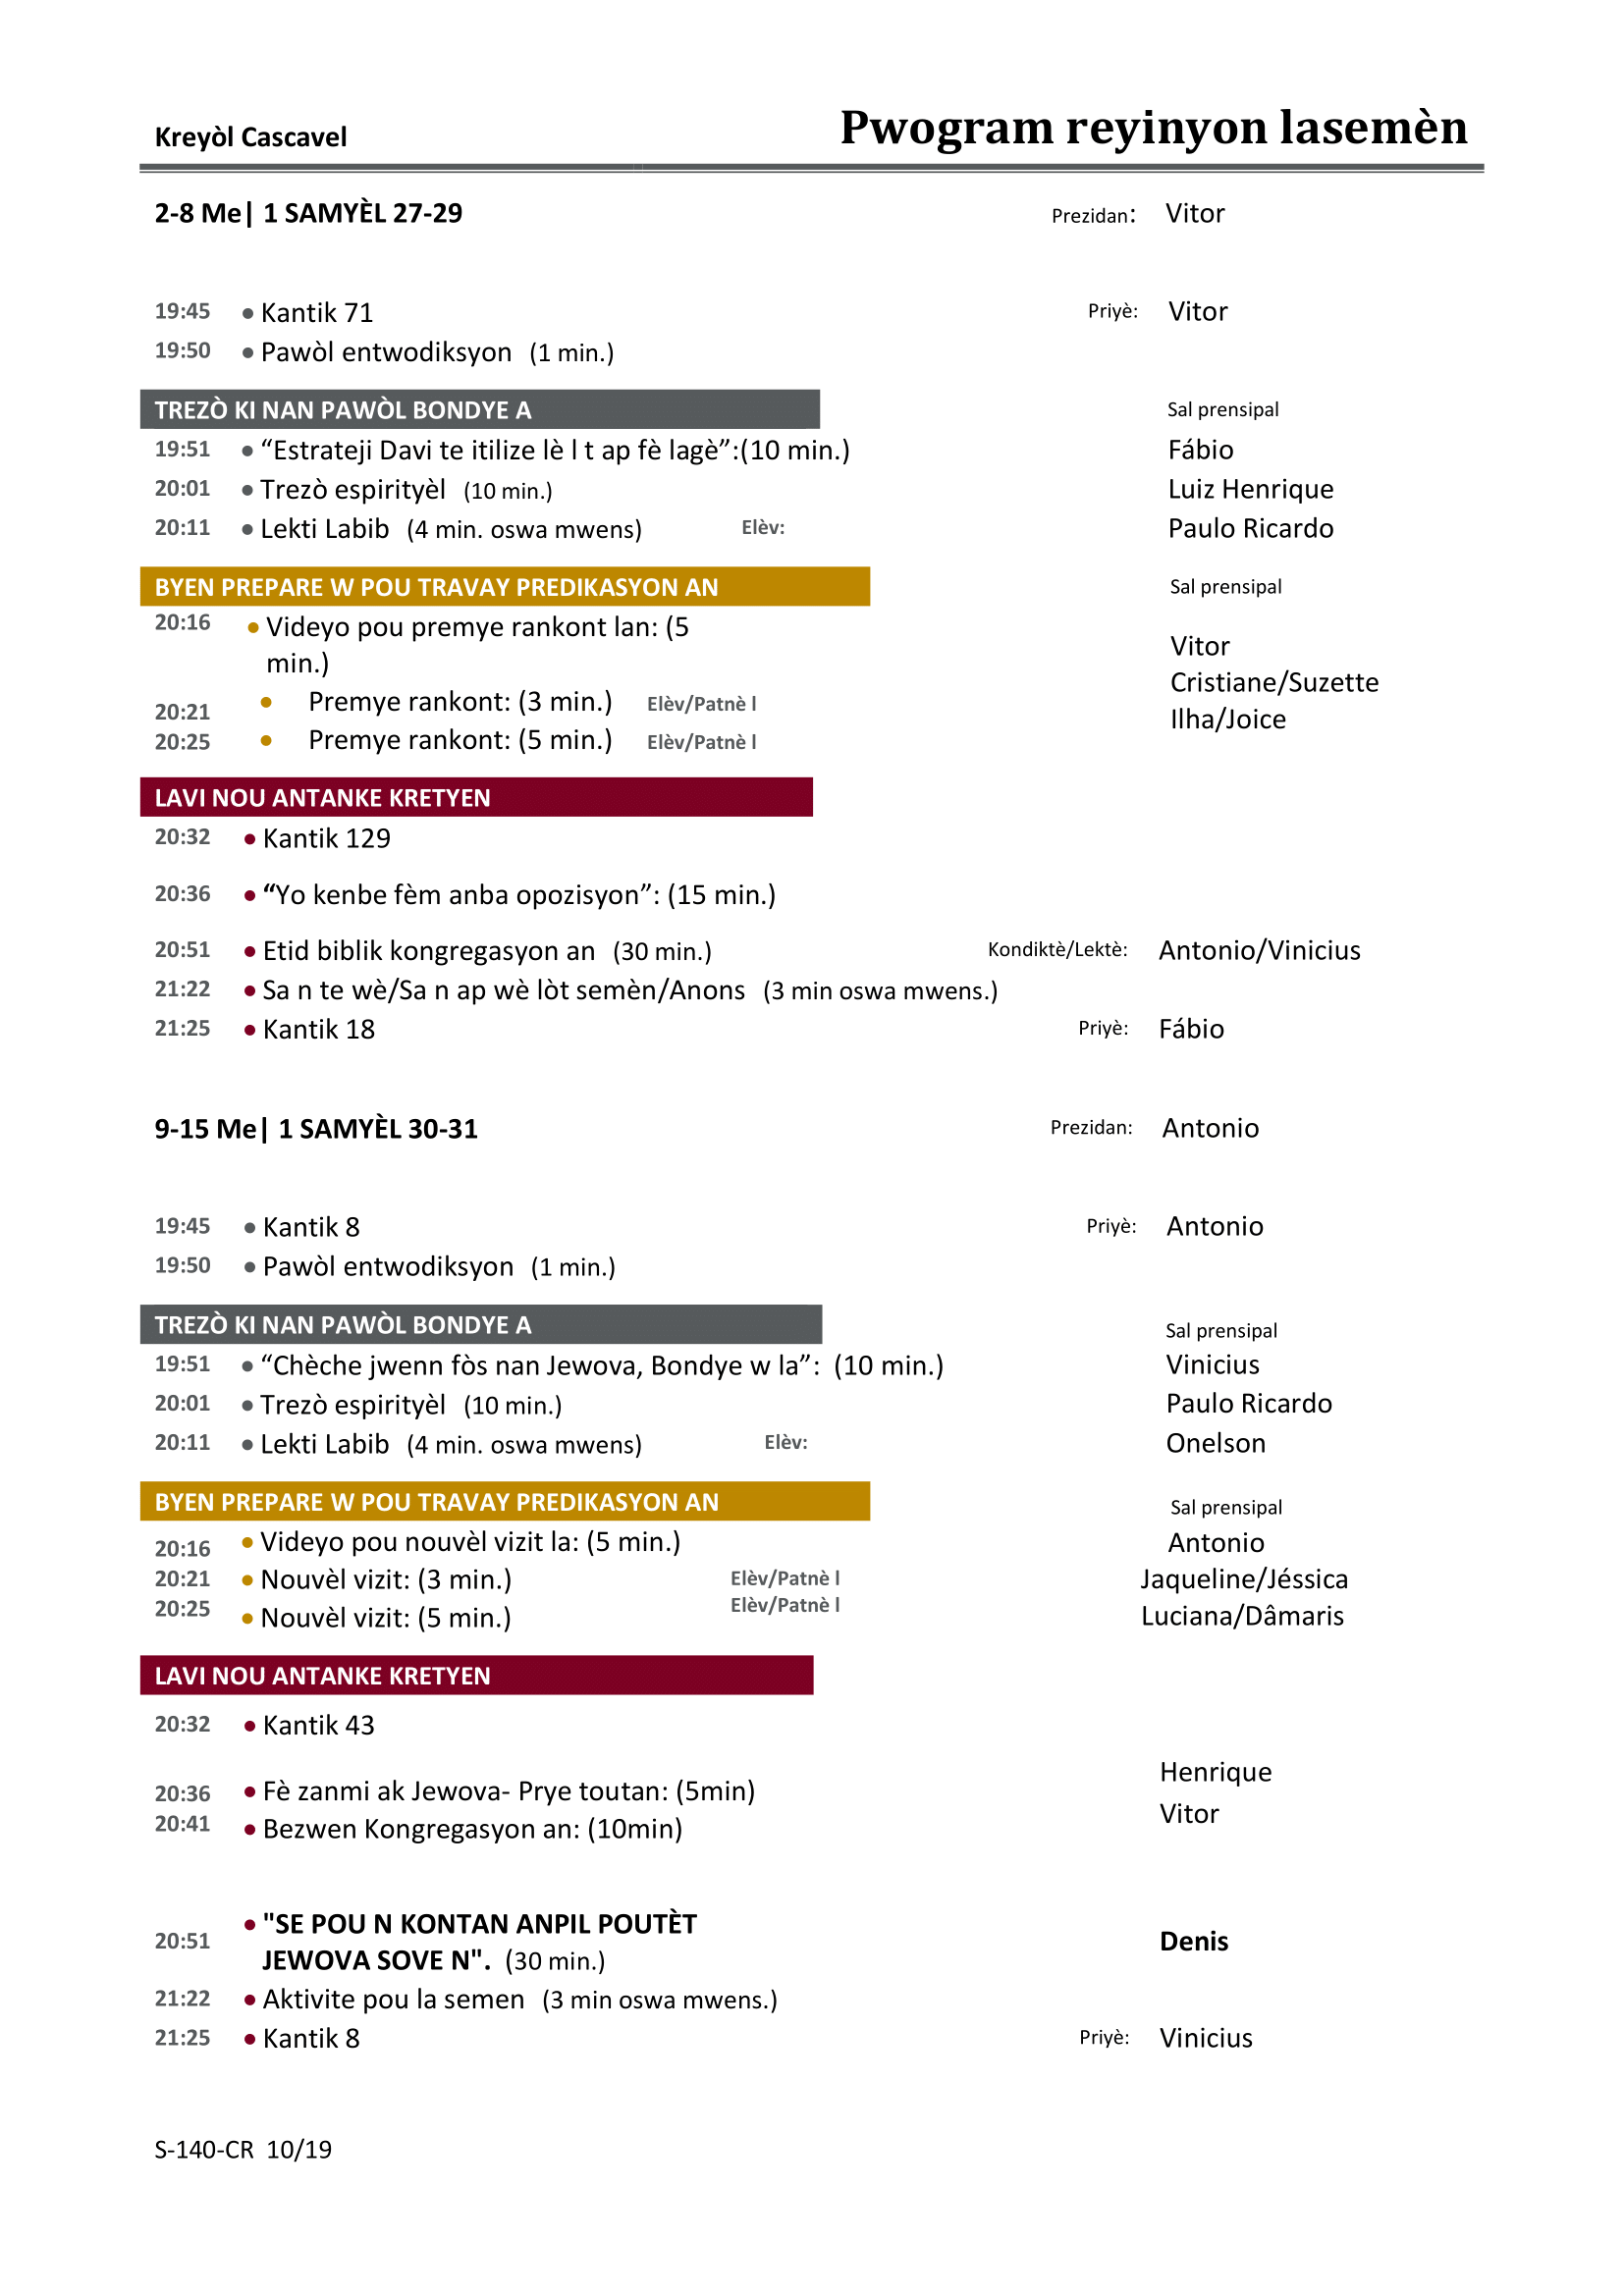 Kreyòl Cascavel Pwogram reyinyon lasemèn
2-8 Me| 1 SAMYÈL 27-29 Prezidan: Vitor
19:45 • Kantik 71 Priyè: Vitor
19:50 • Pawòl entwodiksyon (1 min.)
TREZÒ KI NAN PAWÒL BONDYE A Sal prensipal
19:51 • “Estrateji Davi te itilize lè l t ap fè lagè”:(10 min.) Fábio
20:01 • Trezò espirityèl (10 min.) Luiz Henrique
20:11 • Lekti Labib (4 min. oswa mwens) Elèv: Paulo Ricardo
BYEN PREPARE W POU TRAVAY PREDIKASYON AN Sal prensipal
20:16 • Videyo pou premye rankont lan: (5
min.) Vitor
20:21 • Premye rankont: (3 min.) Elèv/Patnè l Cristiane/Suzette
20:25 • Premye rankont: (5 min.) Elèv/Patnè l Ilha/Joice
LAVI NOU ANTANKE KRETYEN
20:32 • Kantik 129
20:36 • “Yo kenbe fèm anba opozisyon”: (15 min.)
20:51 • Etid biblik kongregasyon an (30 min.) Kondiktè/Lektè: Antonio/Vinicius
21:22 • Sa n te wè/Sa n ap wè lòt semèn/Anons (3 min oswa mwens.)
21:25 • Kantik 18 Priyè: Fábio
9-15 Me| 1 SAMYÈL 30-31 Prezidan: Antonio
19:45 • Kantik 8 Priyè: Antonio
19:50 • Pawòl entwodiksyon (1 min.)
TREZÒ KI NAN PAWÒL BONDYE A Sal prensipal
19:51 • “Chèche jwenn fòs nan Jewova, Bondye w la”: (10 min.) Vinicius
20:01 • Trezò espirityèl (10 min.) Paulo Ricardo
20:11 • Lekti Labib (4 min. oswa mwens) Elèv: Onelson
BYEN PREPARE W POU TRAVAY PREDIKASYON AN Sal prensipal
20:16 • Videyo pou nouvèl vizit la: (5 min.) Antonio
20:21 • Nouvèl vizit: (3 min.) Elèv/Patnè l Jaqueline/Jéssica
20:25 • Nouvèl vizit: (5 min.) Elèv/Patnè l Luciana/Dâmaris
LAVI NOU ANTANKE KRETYEN
20:32 • Kantik 43
20:36 • Fè zanmi ak Jewova- Prye toutan: (5min) Henrique
20:41 • Bezwen Kongregasyon an: (10min) Vitor
20:51 • "SE POU N KONTAN ANPIL POUTÈT
JEWOVA SOVE N". (30 min.) Denis
21:22 • Aktivite pou la semen (3 min oswa mwens.)
21:25 • Kantik 8 Priyè: Vinicius
S-140-CR 10/19